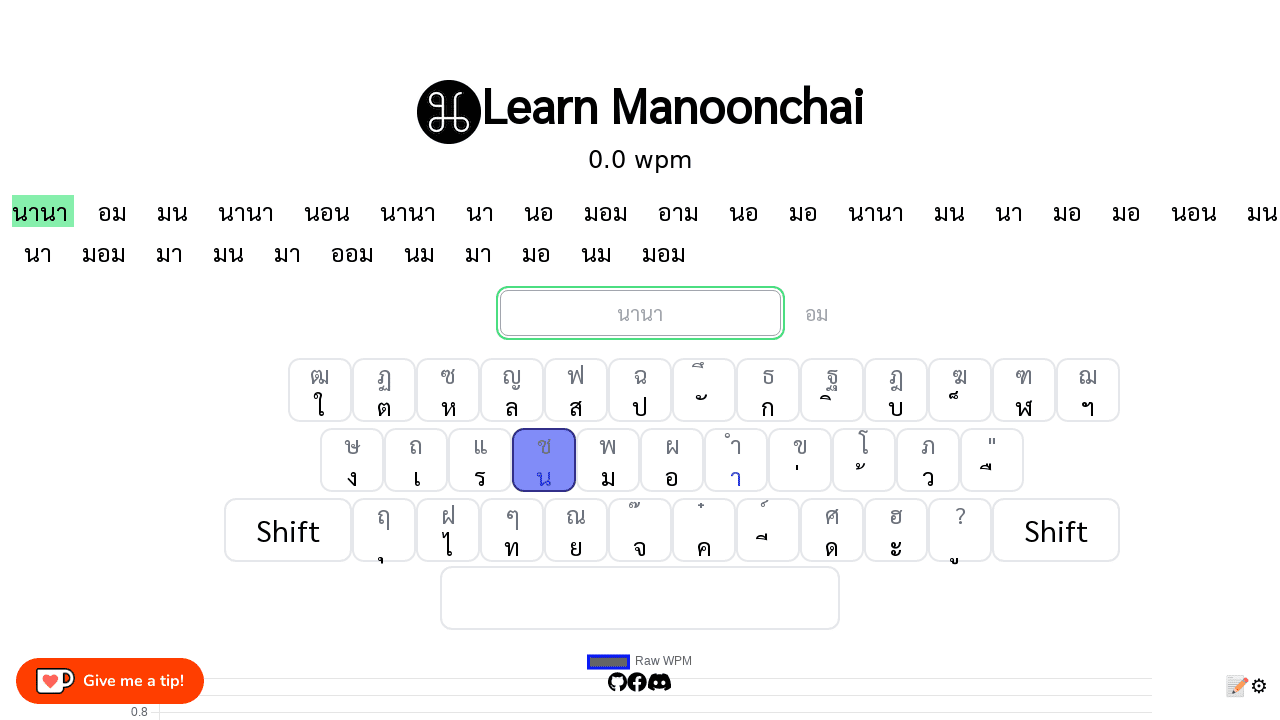 Learn Manoonchai
0.0 wpm
นานา อม มน นานา นอน นานา นา นอ มอม อาม นอ มอ นานา มน นา มอ มอ นอน มน
นา มอม มา มน มา ออม นม มา มอ นม มอม
นานา อม
ฒ ฏ ซ ญ ฟ ฉ ึ ธ ฐ ฎ ฆ ฑ ฌ
ใ ต ห ล ส ป ั ก ิ บ ็ ฬ ฯ
ษ ถ แ ช พ ผ ำ ข โ ภ "
ง เ ร น ม อ า ่ ้ ว ื
Shift ฤ ฝ ๆ ณ ๊ ๋ ์ ศ ฮ ? Shift
ุ ไ ท ย จ ค ี ด ะ ู
Raw WPM
Give me a tip!
0.8